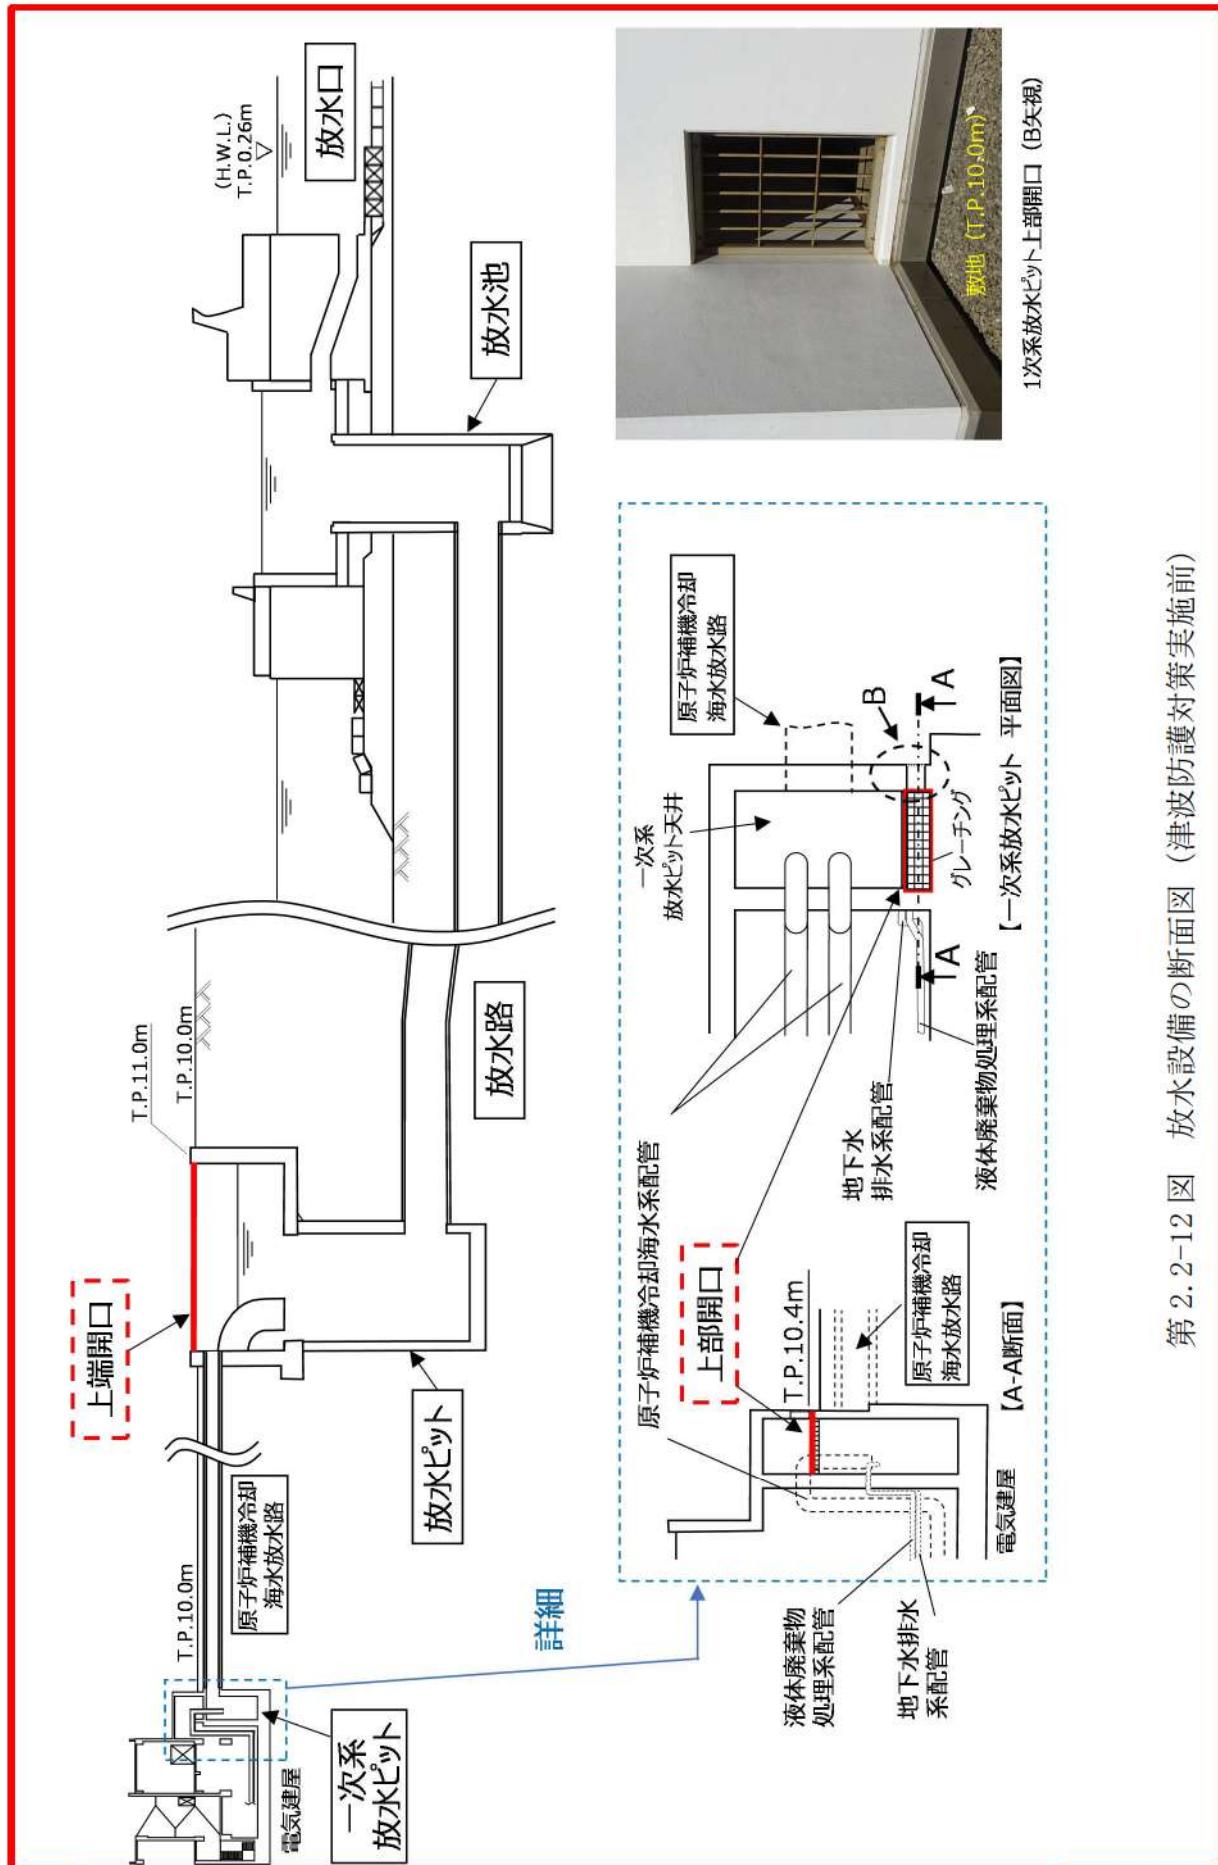 (H.W.L.)
T.P.0.26m
放水口
放水池
T.P.11.0m
T.P.10.0m
放水路
上端開口
放水ピット
T.P.10.0m
原子炉補機冷却
海水放水路
電気建屋
一次系
放水ピット
詳細
原子炉補機冷却海水系配管
上部開口
T.P.10.4m
原子炉補機冷却
海水放水路
液体廃棄物
処理系配管
地下水排水
系配管
電気建屋
【A-A断面】
一次系
放水ピット天井
原子炉補機冷却
海水放水路
B
A
A
グレーチング
地下水
排水系配管
液体廃棄物処理系配管
【一次系放水ピット 平面図】
敷地 (T.P.10.0m)
1次系放水ピット上部開口 (B矢視)
第 2.2-12 図 放水設備の断面図 (津波防護対策実施前)